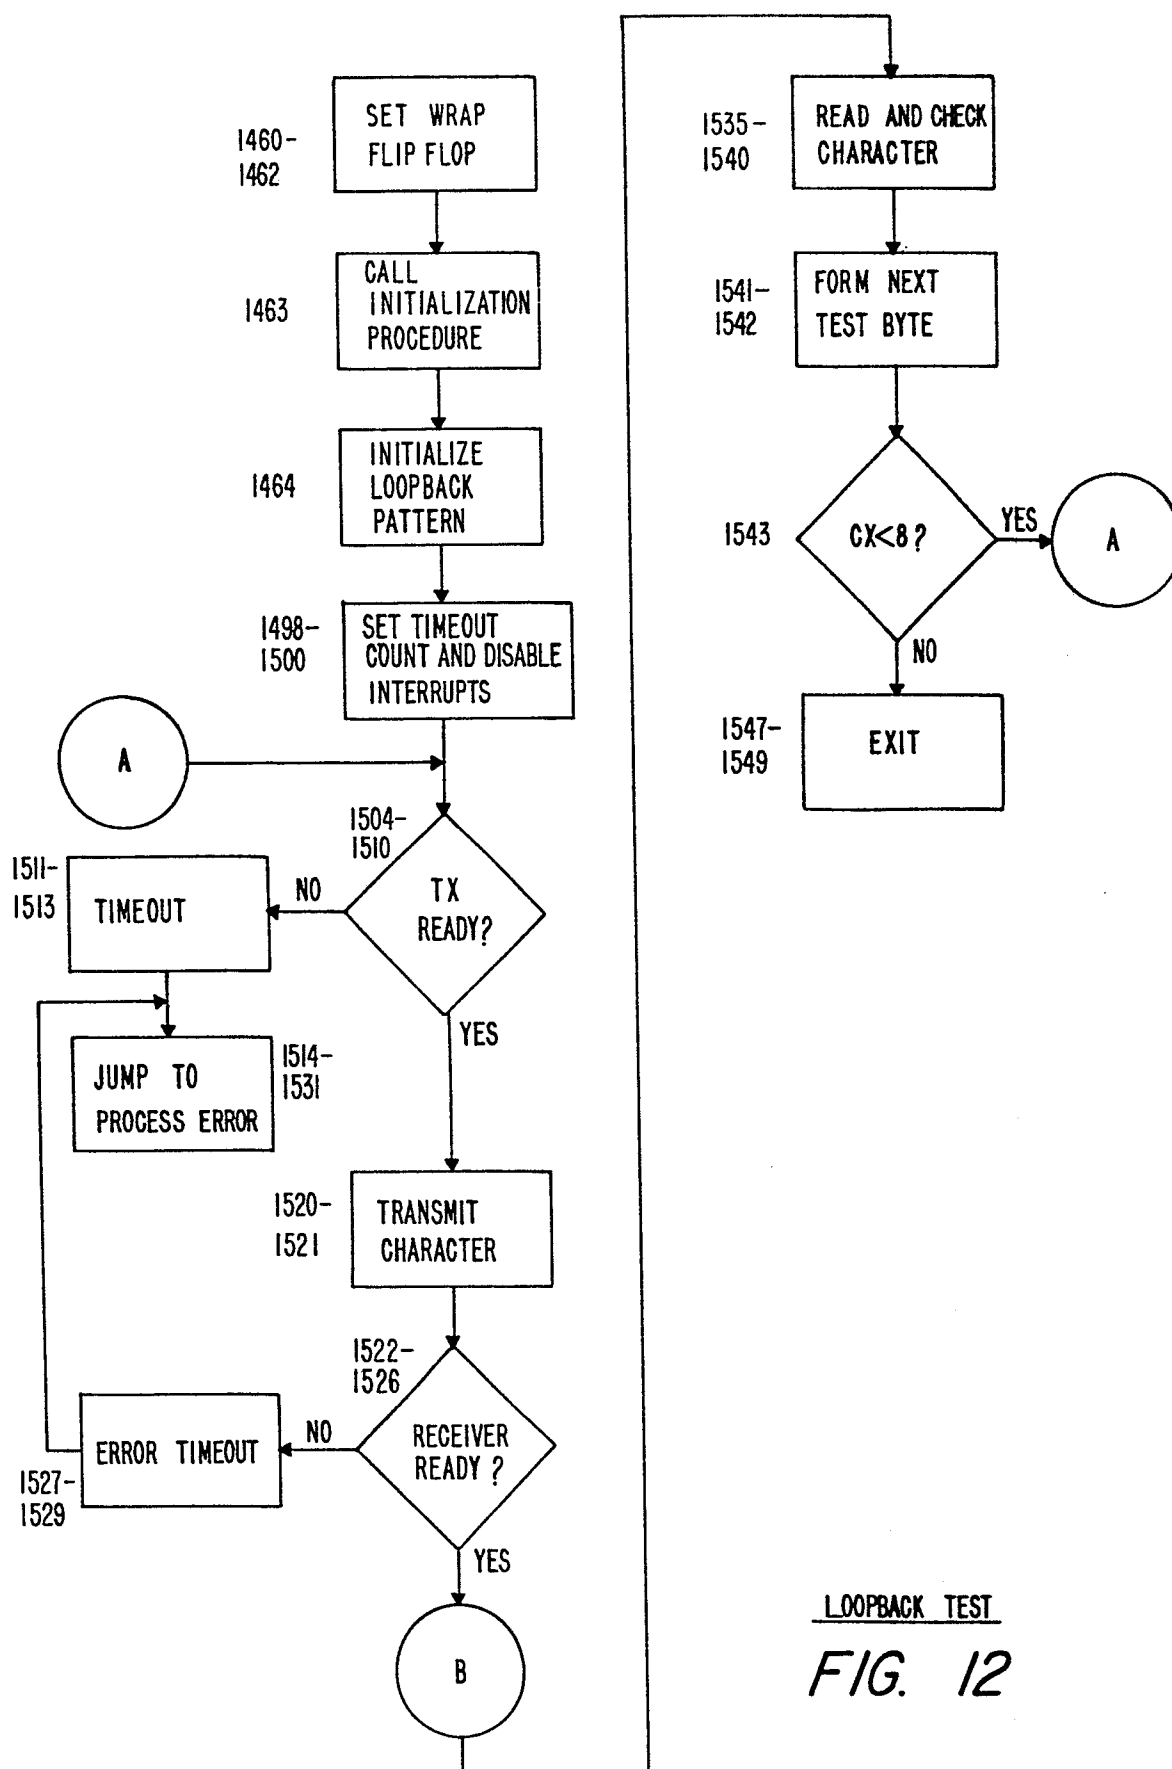 1460-
1462
SET WRAP
FLIP FLOP
1463
CALL
INITIALIZATION
PROCEDURE
1464
INITIALIZE
LOOPBACK
PATTERN
1498-
1500
SET TIMEOUT
COUNT AND DISABLE
INTERRUPTS
A
1504-
1510
TX
READY?
NO
YES
1511-
1513
TIMEOUT
JUMP TO
PROCESS ERROR
1514-
1531
1520-
1521
TRANSMIT
CHARACTER
1522-
1526
RECEIVER
READY?
NO
YES
ERROR TIMEOUT
1527-
1529
B
1535-
1540
READ AND CHECK
CHARACTER
1541-
1542
FORM NEXT
TEST BYTE
1543
CX<8?
YES
A
NO
1547-
1549
EXIT
LOOPBACK TEST
FIG. 12